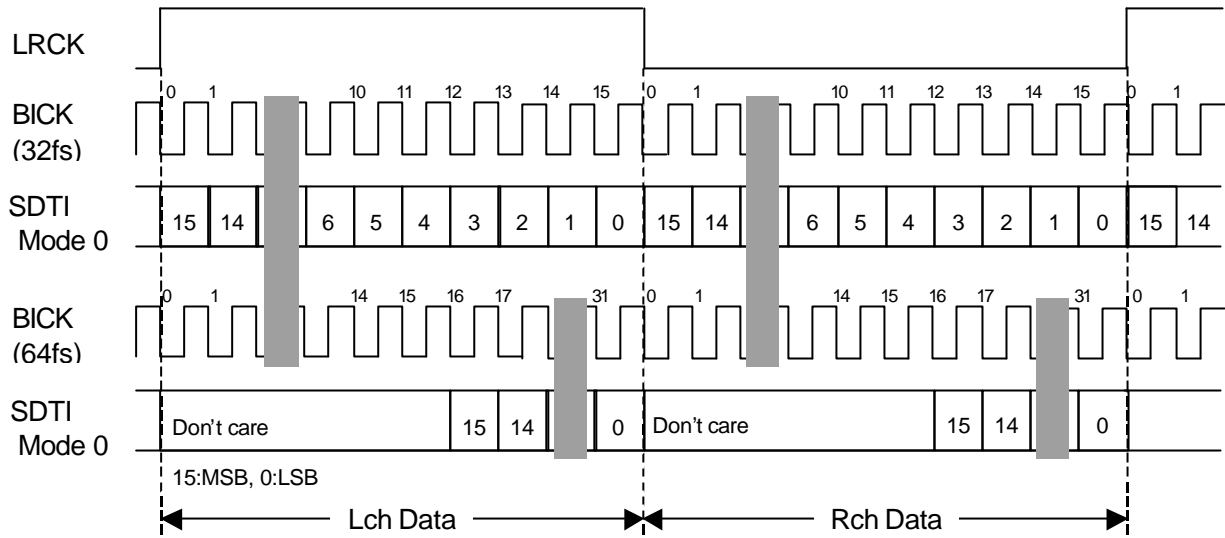 LRCK
0 1 10 11 12 13 14 15 0 1 10 11 12 13 14 15 0 1
BICK
(32fs)
SDTI
Mode 0
15 14 6 5 4 3 2 1 0 15 14 6 5 4 3 2 1 0 15 14
0 1 14 15 16 17 31 0 1 14 15 16 17 31 0 1
BICK
(64fs)
SDTI
Mode 0
Don't care 15 14 0 Don't care 15 14 0
15:MSB, 0:LSB
Lch Data Rch Data